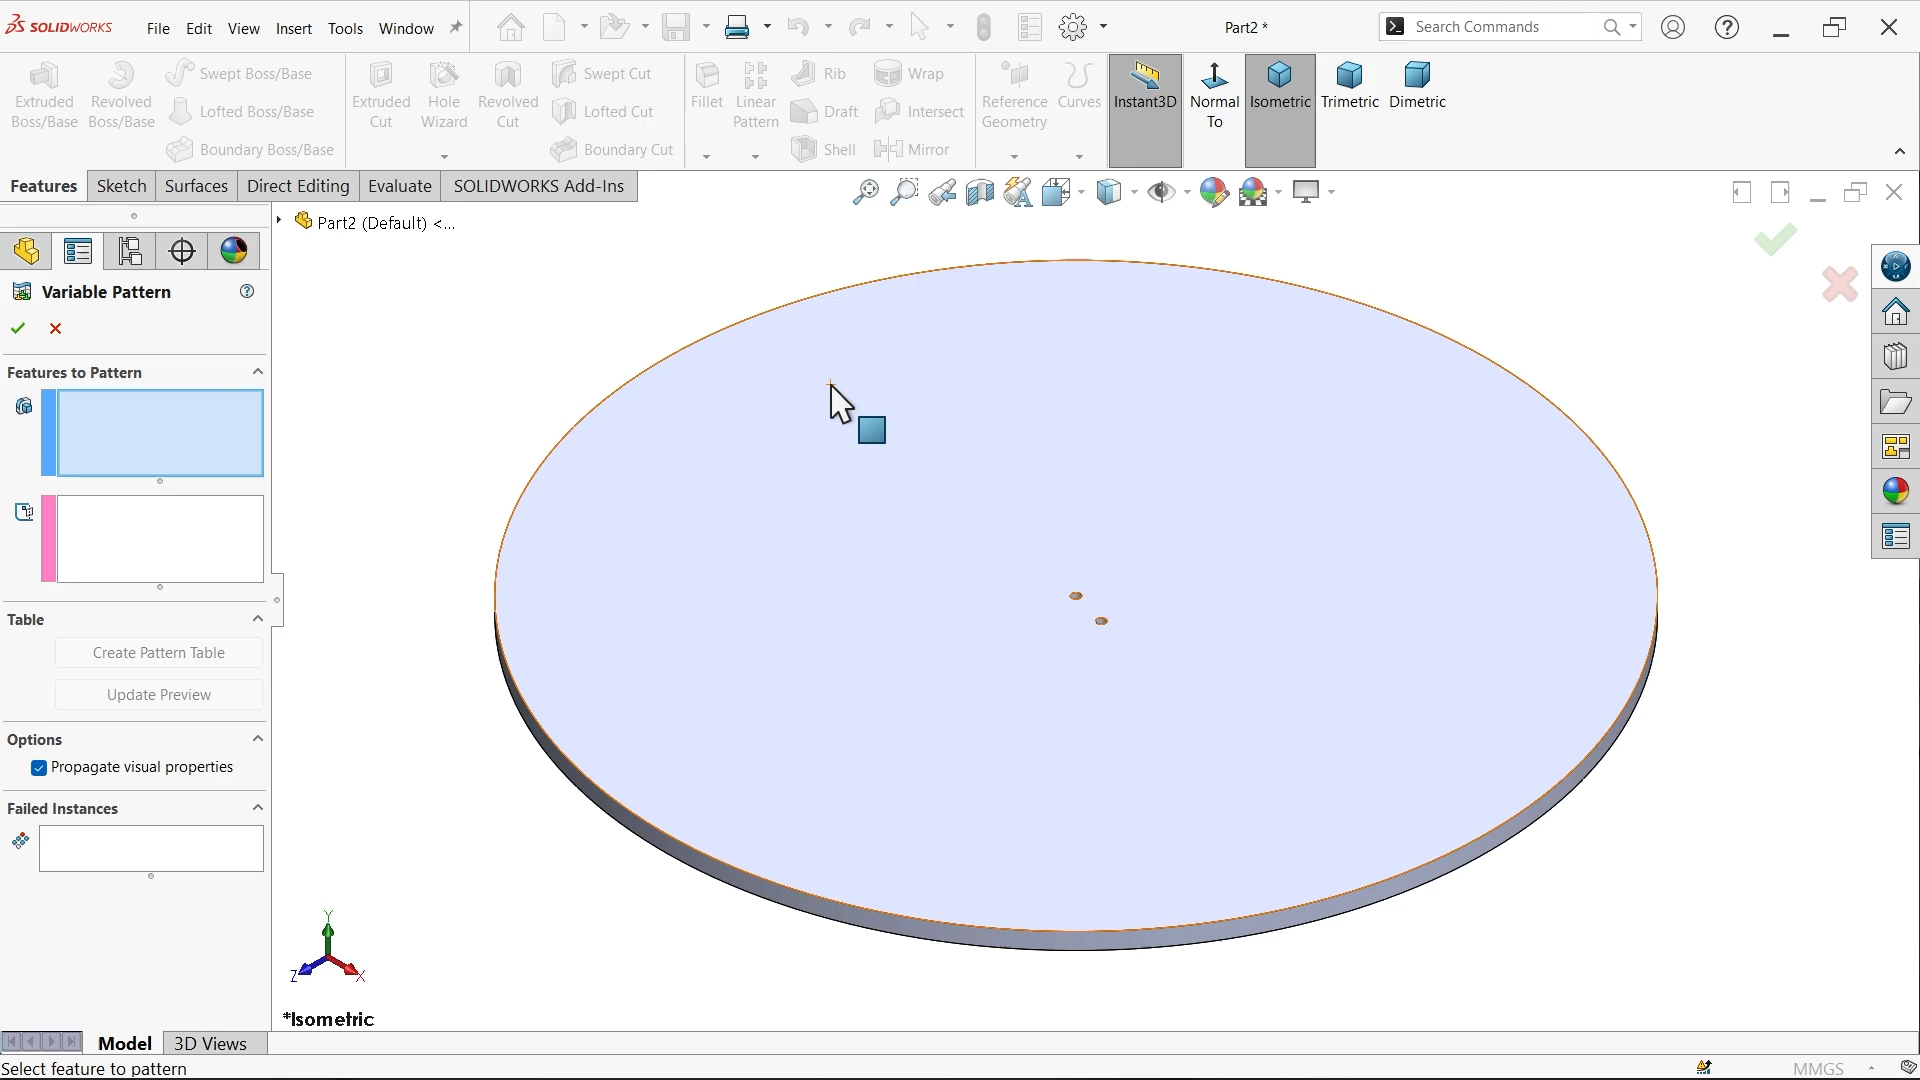 SOLIDWORKS
File Edit View Insert Tools Window
Part2 *
Search Commands
Extruded Boss/Base
Revolved Boss/Base
Swept Boss/Base
Lofted Boss/Base
Boundary Boss/Base
Extruded Cut
Hole Wizard
Revolved Cut
Swept Cut
Lofted Cut
Boundary Cut
Fillet
Linear Pattern
Rib
Draft
Shell
Wrap
Intersect
Mirror
Reference Geometry
Curves
Instant3D
Normal To
Isometric
Trimetric
Dimetric
Features Sketch Surfaces Direct Editing Evaluate SOLIDWORKS Add-Ins
Part2 (Default) <...
Variable Pattern
Features to Pattern
Table
Create Pattern Table
Update Preview
Options
Propagate visual properties
Failed Instances
Y
Z
X
*Isometric
Model 3D Views
Select feature to pattern
MMGS